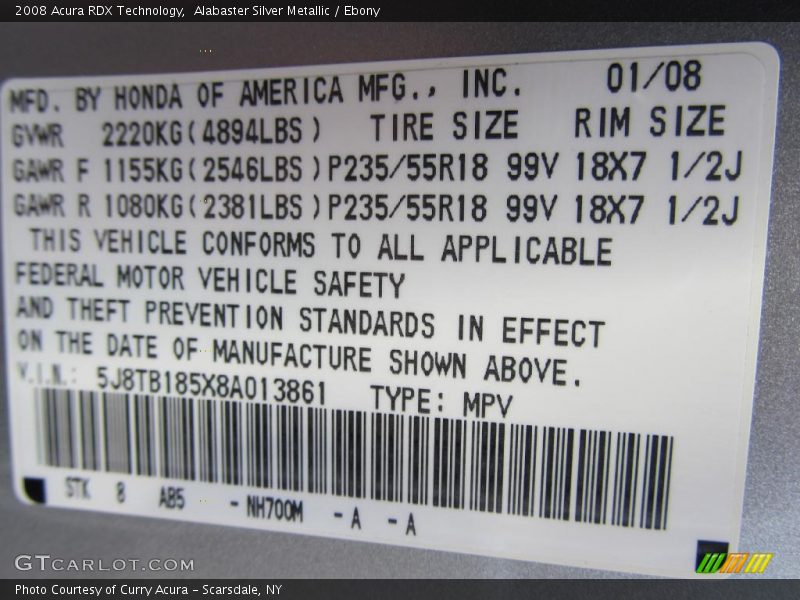 2008 Acura RDX Technology,  Alabaster Silver Metallic / Ebony
MFD. BY HONDA OF AMERICA MFG., INC. 01/08
GVWR 2220KG(4894LBS) TIRE SIZE RIM SIZE
GAWR F 1155KG(2546LBS)P235/55R18 99V 18X7 1/2J
GAWR R 1080KG(2381LBS)P235/55R18 99V 18X7 1/2J
THIS VEHICLE CONFORMS TO ALL APPLICABLE
FEDERAL MOTOR VEHICLE SAFETY
AND THEFT PREVENTION STANDARDS IN EFFECT
ON THE DATE OF MANUFACTURE SHOWN ABOVE.
V.I.N.: 5J8TB185X8A013861 TYPE: MPV
STK 8 AB5 -NH700M -A -A
GTCARLOT.COM
Photo Courtesy of Curry Acura - Scarsdale, NY